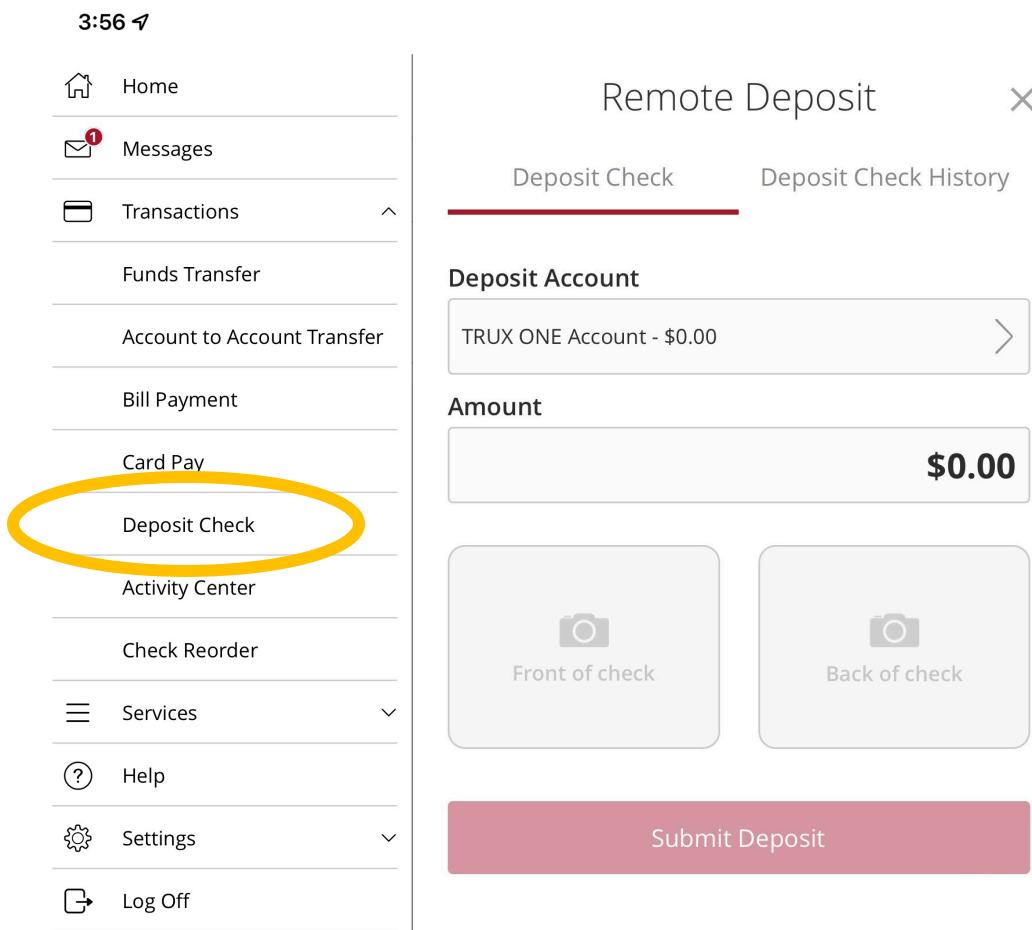 3:56
Home
1
Messages
Transactions
Funds Transfer
Account to Account Transfer
Bill Payment
Card Pay
Deposit Check
Activity Center
Check Reorder
Services
? Help
Settings
Log Off
Remote Deposit
Deposit Check Deposit Check History
Deposit Account
TRUX ONE Account - $0.00
Amount
$0.00
Front of check Back of check
Submit Deposit